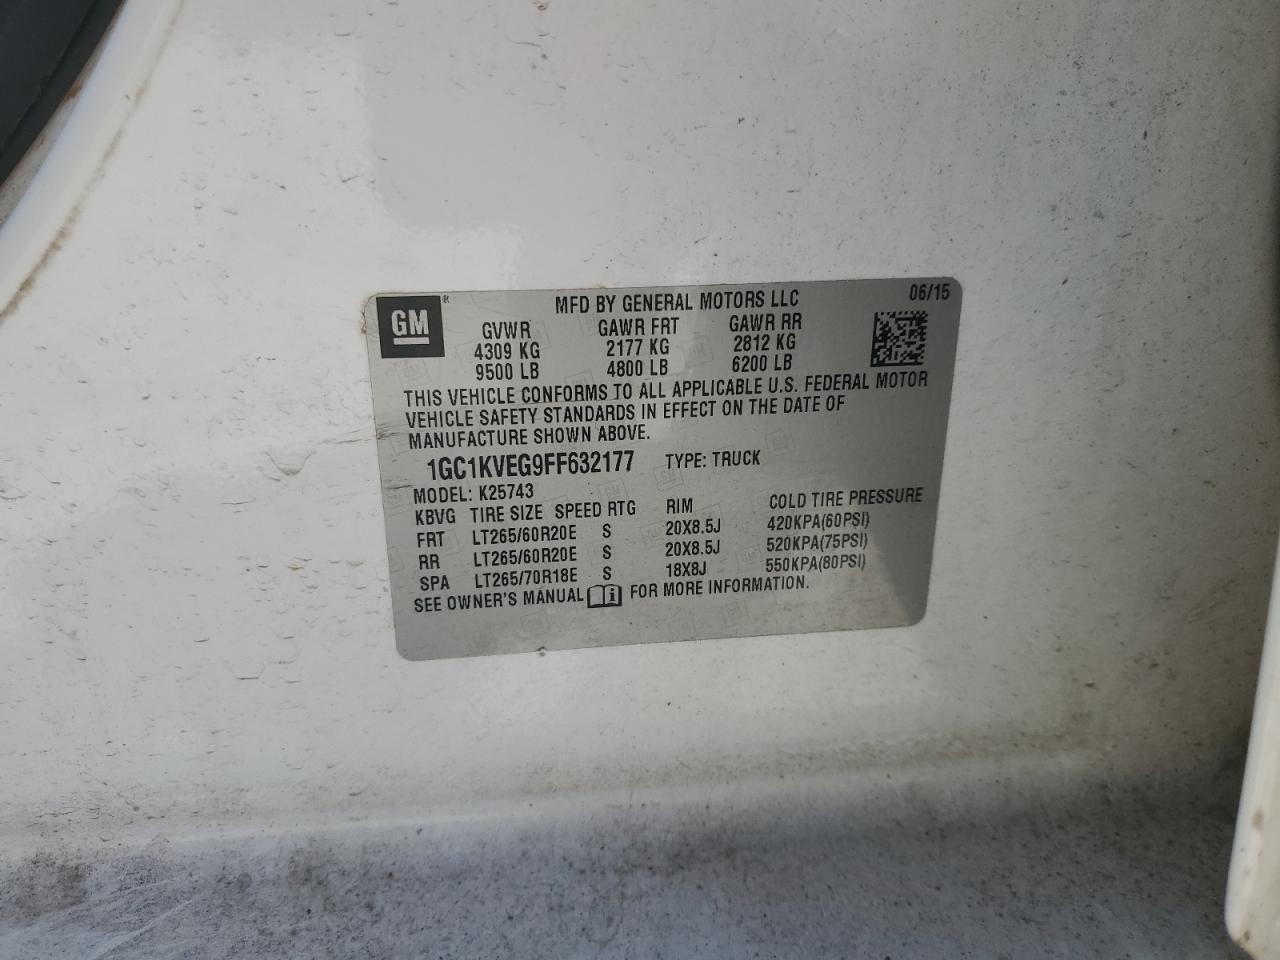 GM ®
MFD BY GENERAL MOTORS LLC 06/15
GVWR GAWR FRT GAWR RR
4309 KG 2177 KG 2812 KG
9500 LB 4800 LB 6200 LB
THIS VEHICLE CONFORMS TO ALL APPLICABLE U.S. FEDERAL MOTOR
VEHICLE SAFETY STANDARDS IN EFFECT ON THE DATE OF
MANUFACTURE SHOWN ABOVE.
1GC1KVEG9FF632177 TYPE: TRUCK
MODEL: K25743
KBVG TIRE SIZE SPEED RTG RIM COLD TIRE PRESSURE
FRT LT265/60R20E S 20X8.5J 420KPA(60PSI)
RR LT265/60R20E S 20X8.5J 520KPA(75PSI)
SPA LT265/70R18E S 18X8J 550KPA(80PSI)
SEE OWNER'S MANUAL FOR MORE INFORMATION.